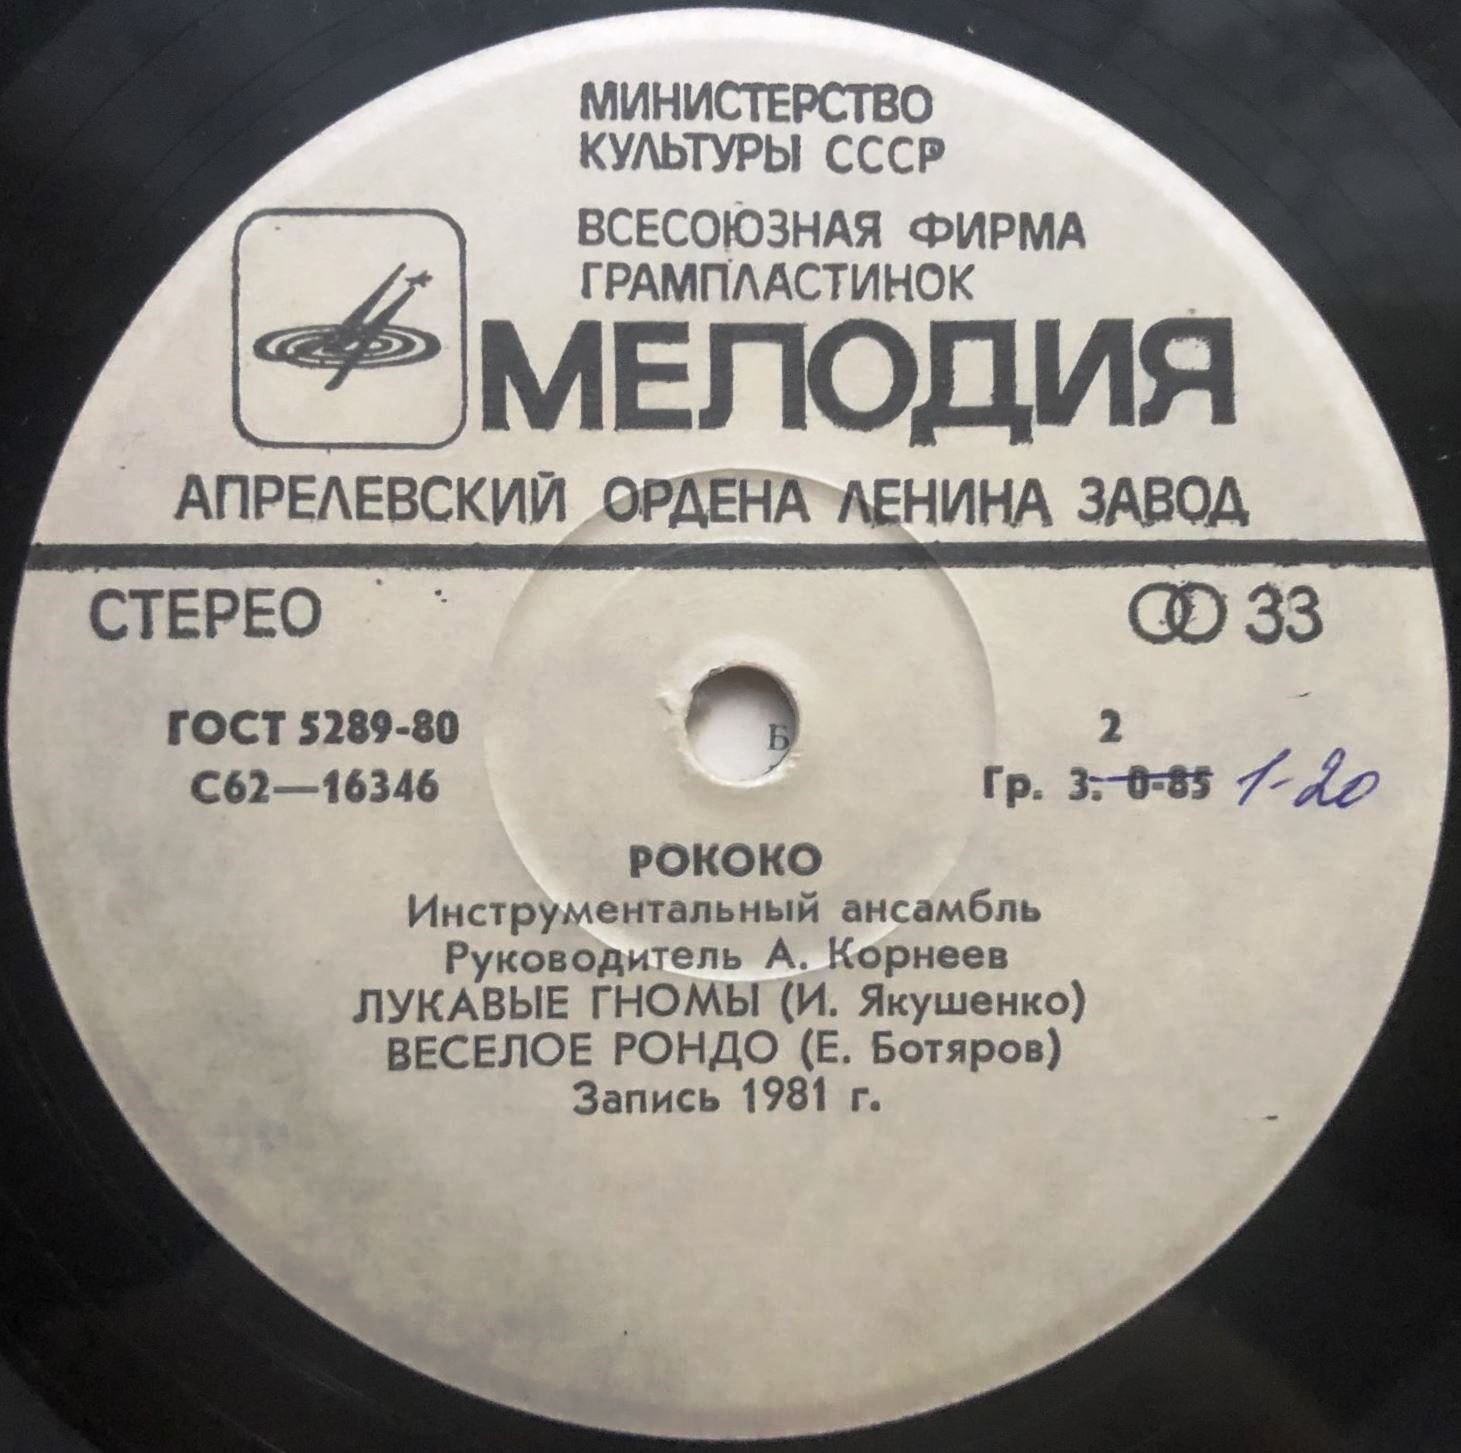 МИНИСТЕРСТВО
КУЛЬТУРЫ СССР
ВСЕСОЮЗНАЯ ФИРМА
ГРАМПЛАСТИНОК
МЕЛОДИЯ
АПРЕЛЕВСКИЙ ОРДЕНА ЛЕНИНА ЗАВОД
СТЕРЕО
33
ГОСТ 5289-80
2
С62—16346
Гр. 3. 0-85 1-20
Б
РОКОКО
Инструментальный ансамбль
Руководитель А. Корнеев
ЛУКАВЫЕ ГНОМЫ (И. Якушенко)
ВЕСЕЛОЕ РОНДО (Е. Ботяров)
Запись 1981 г.